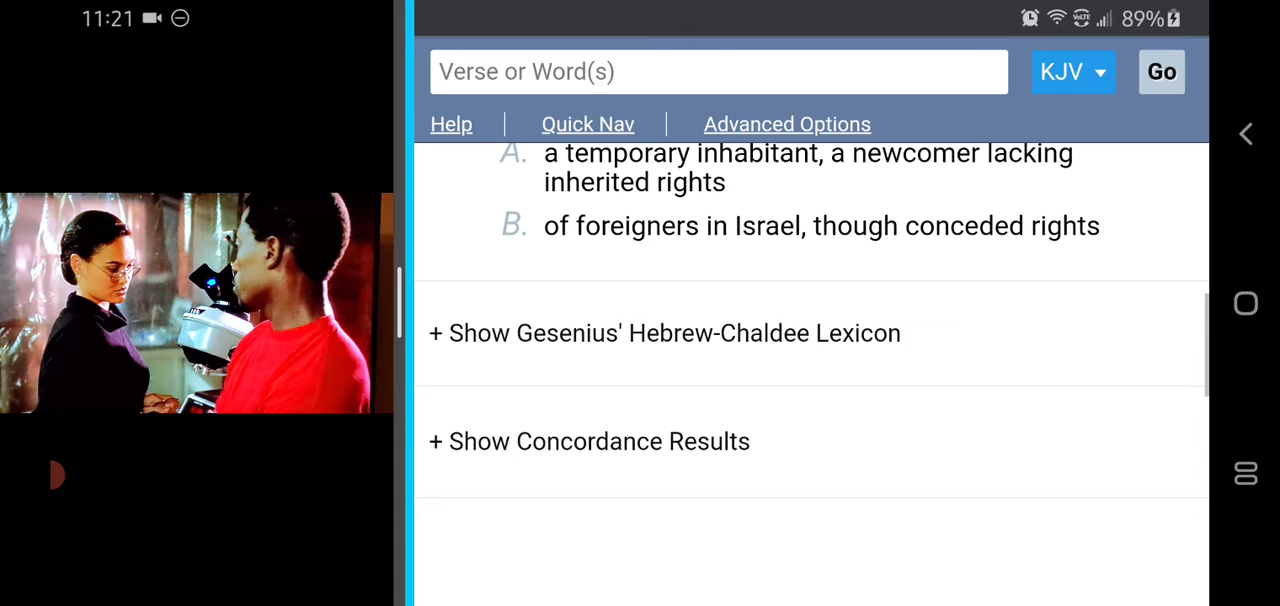 11:21
89%
Verse or Word(s)
KJV
Go
Help
Quick Nav
Advanced Options
A. a temporary inhabitant, a newcomer lacking
inherited rights
B. of foreigners in Israel, though conceded rights
+ Show Gesenius' Hebrew-Chaldee Lexicon
+ Show Concordance Results